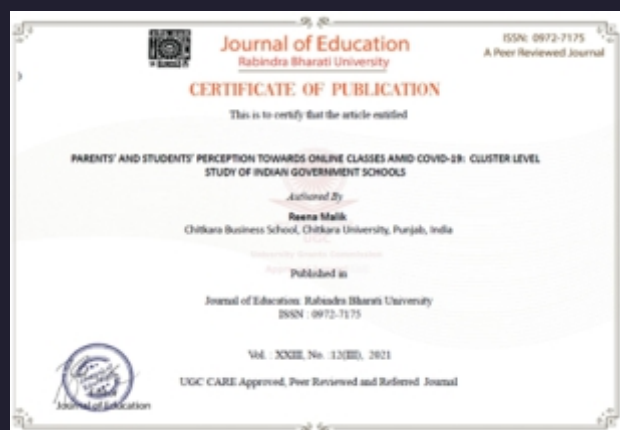 Journal of Education
Rabindra Bharati University
ISSN: 0972-7175
A Peer Reviewed Journal
CERTIFICATE OF PUBLICATION
This is to certify that the article entitled
PARENTS' AND STUDENTS' PERCEPTION TOWARDS ONLINE CLASSES AMID COVID-19: CLUSTER LEVEL
STUDY OF INDIAN GOVERNMENT SCHOOLS
Authored By
Reena Malik
Chitkara Business School, Chitkara University, Punjab, India
Published in
Journal of Education: Rabindra Bharati University
ISSN : 0972-7175
Vol. : XXIII, No. :12(III), 2021
UGC CARE Approved, Peer Reviewed and Referred Journal
Journal of Education